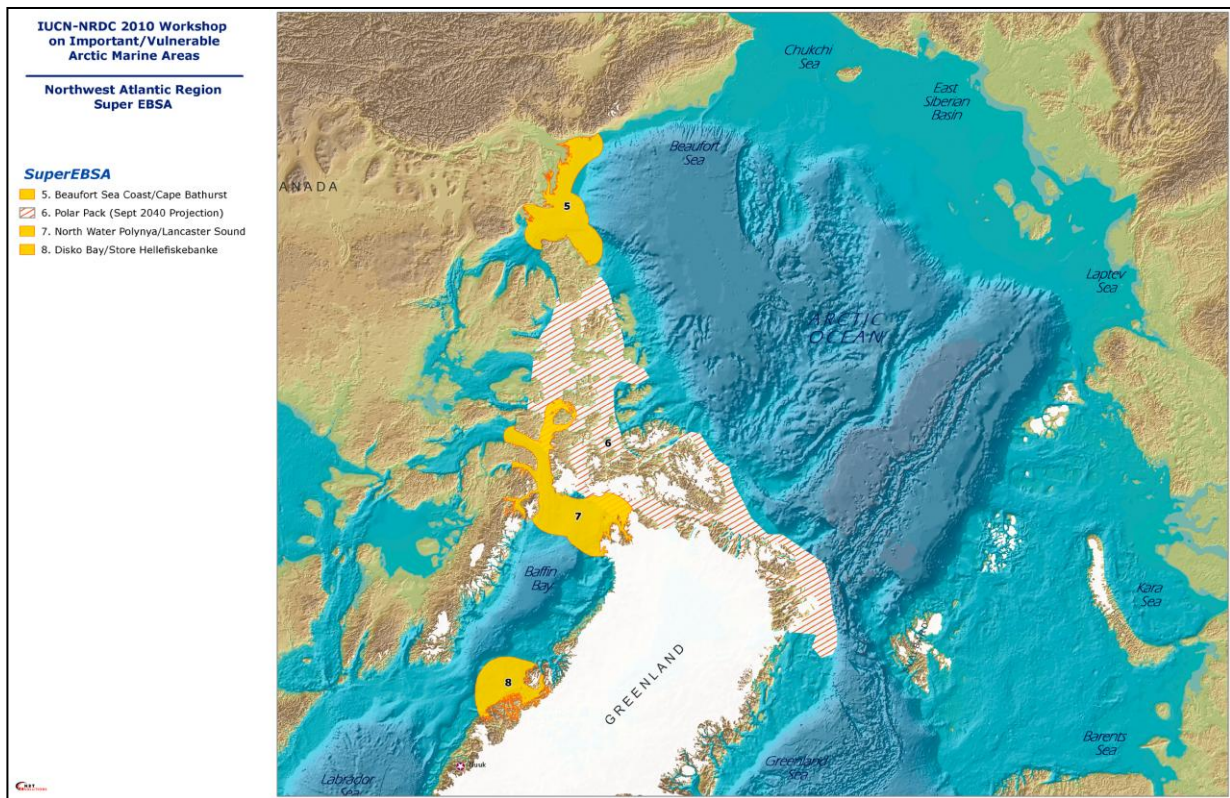 IUCN-NRDC 2010 Workshop
on Important/Vulnerable
Arctic Marine Areas
Northwest Atlantic Region
Super EBSA
SuperEBSA
5. Beaufort Sea Coast/Cape Bathurst
6. Polar Pack (Sept 2040 Projection)
7. North Water Polynya/Lancaster Sound
8. Disko Bay/Store Hellefiskebanke
Chukchi
Sea
East
Siberian
Basin
Beaufort
Sea
ANADA
5
Laptev
Sea
ARCTIC
OCEAN
6
7
Baffin
Bay
Kara
Sea
GREENLAND
8
Barents
Sea
Greenland
Sea
Nuuk
Labrador
Sea